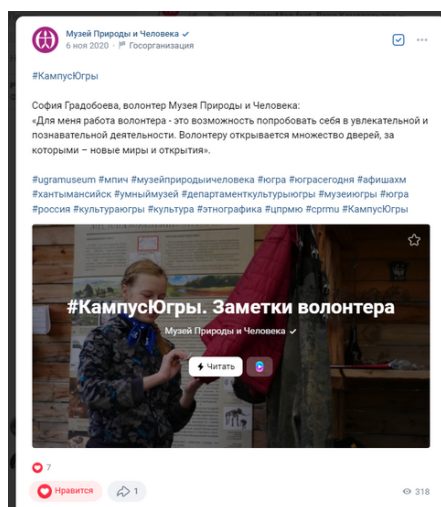 Музей Природы и Человека
6 ноя 2020 · Госорганизация
#КампусЮгры
София Градобоева, волонтер Музея Природы и Человека:
«Для меня работа волонтера - это возможность попробовать себя в увлекательной и
познавательной деятельности. Волонтеру открывается множество дверей, за
которыми – новые миры и открытия».
#ugramuseum #мпич #музейприродыичеловека #югра #юграсегодня #афишахм
#хантымансийск #умныймузей #департаменткультурыюгры #музеиюгры #югра
#россия #культураюгры #культура #этнографика #цпрмю #cprmu #КампусЮгры
#КампусЮгры. Заметки волонтера
Музей Природы и Человека
Читать
7
Нравится
1
318